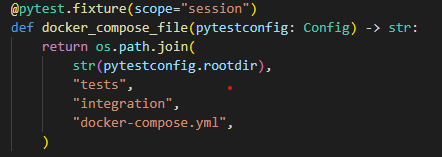 @pytest.fixture(scope="session")
def docker_compose_file(pytestconfig: Config) -> str:
    return os.path.join(
        str(pytestconfig.rootdir),
        "tests",
        "integration",
        "docker-compose.yml",
    )